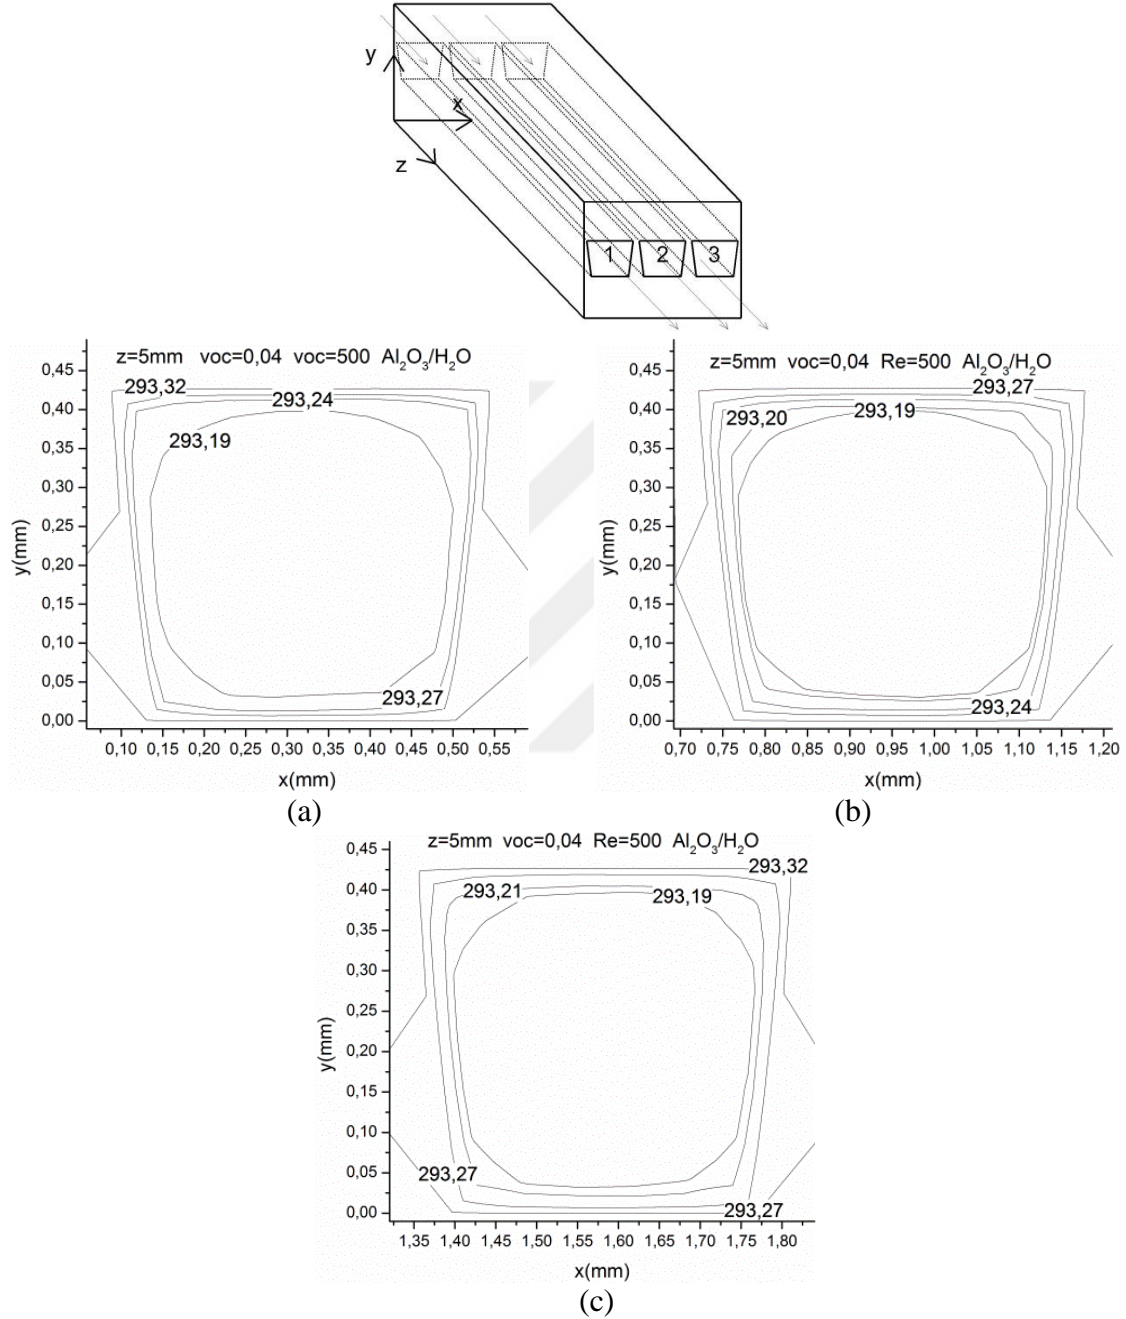 y
x
z
1 2 3
z=5mm voc=0,04 voc=500 Al₂O₃/H₂O
0,45
0,40
0,35
0,30
0,25
0,20
0,15
0,10
0,05
0,00
y(mm)
293,32
293,24
293,19
293,27
0,10 0,15 0,20 0,25 0,30 0,35 0,40 0,45 0,50 0,55
x(mm)
(a)
z=5mm voc=0,04 Re=500 Al₂O₃/H₂O
0,45
0,40
0,35
0,30
0,25
0,20
0,15
0,10
0,05
0,00
y(mm)
293,27
293,20
293,19
293,24
0,70 0,75 0,80 0,85 0,90 0,95 1,00 1,05 1,10 1,15 1,20
x(mm)
(b)
z=5mm voc=0,04 Re=500 Al₂O₃/H₂O
0,45
0,40
0,35
0,30
0,25
0,20
0,15
0,10
0,05
0,00
y(mm)
293,32
293,21
293,19
293,27
293,27
1,35 1,40 1,45 1,50 1,55 1,60 1,65 1,70 1,75 1,80
x(mm)
(c)